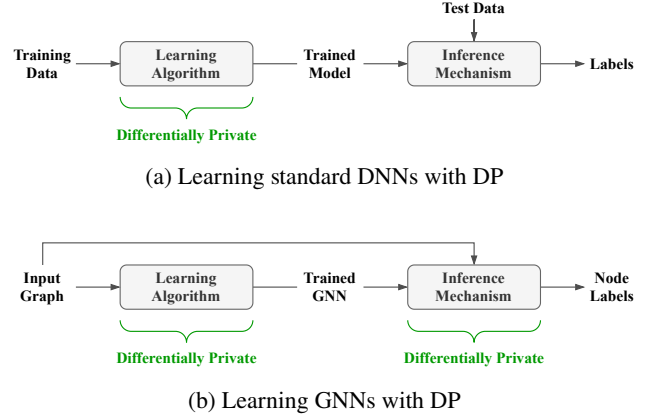 Test Data
Training
Data
Learning
Algorithm
Trained
Model
Inference
Mechanism
Labels
Differentially Private
(a) Learning standard DNNs with DP
Input
Graph
Learning
Algorithm
Trained
GNN
Inference
Mechanism
Node
Labels
Differentially Private
Differentially Private
(b) Learning GNNs with DP